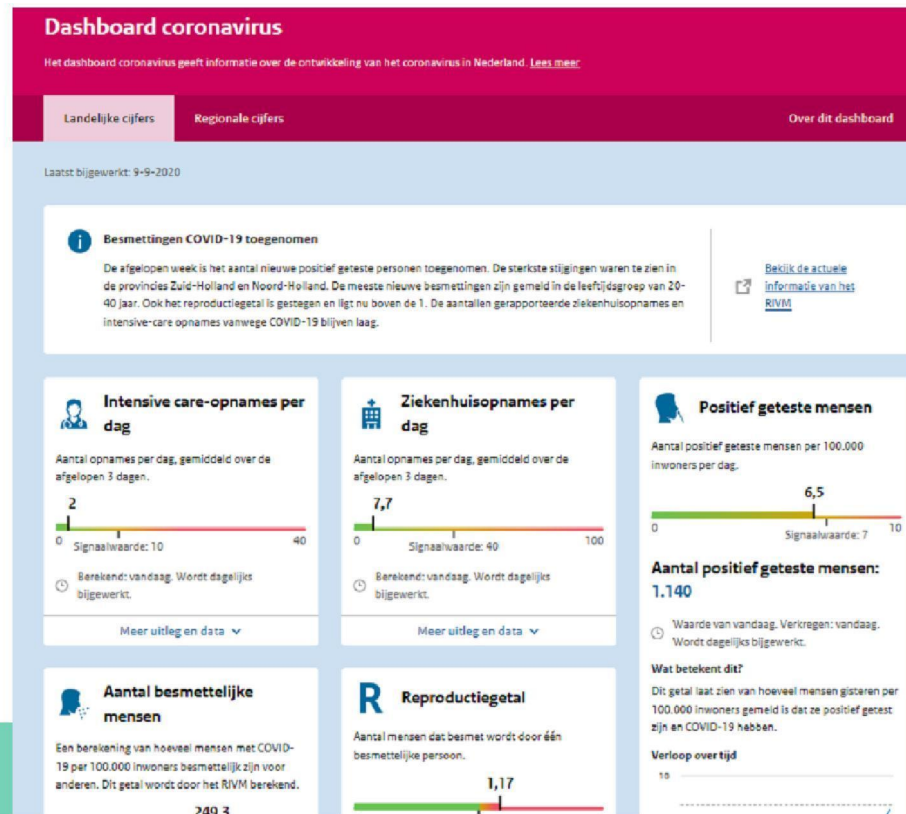 Dashboard coronavirus
Het dashboard coronavirus geeft informatie over de ontwikkeling van het coronavirus in Nederland. Lees meer
Landelijke cijfers
Regionale cijfers
Over dit dashboard
Laatst bijgewerkt: 9-9-2020
Besmettingen COVID-19 toegenomen
De afgelopen week is het aantal nieuwe positief geteste personen toegenomen. De sterkste stijgingen waren te zien in
de provincies Zuid-Holland en Noord-Holland. De meeste nieuwe besmettingen zijn gemeld in de leeftijdsgroep van 20-
40 jaar. Ook het reproductiegetal is gestegen en ligt nu boven de 1. De aantallen gerapporteerde ziekenhuisopnames en
intensive-care opnames vanwege COVID-19 blijven laag.
Bekijk de actuele
informatie van het
RIVM
Intensive care-opnames per
dag
Aantal opnames per dag, gemiddeld over de
afgelopen 3 dagen.
2
0
Signaalwaarde: 10
40
Berekend: vandaag. Wordt dagelijks
bijgewerkt.
Meer uitleg en data
Ziekenhuisopnames per
dag
Aantal opnames per dag, gemiddeld over de
afgelopen 3 dagen.
7,7
0
Signaalwaarde: 40
100
Berekend: vandaag. Wordt dagelijks
bijgewerkt.
Meer uitleg en data
Positief geteste mensen
Aantal positief geteste mensen per 100.000
inwoners per dag.
6,5
0
Signaalwaarde: 7
10
Aantal positief geteste mensen:
1.140
Waarde van vandaag. Verkregen: vandaag.
Wordt dagelijks bijgewerkt.
Wat betekent dit?
Dit getal laat zien van hoeveel mensen gisteren per
100.000 inwoners gemeld is dat ze positief getest
zijn en COVID-19 hebben.
Verloop over tijd
Aantal besmettelijke
mensen
Een berekening van hoeveel mensen met COVID-
19 per 100.000 inwoners besmettelijk zijn voor
anderen. Dit getal wordt door het RIVM berekend.
249,3
R
Reproductiegetal
Aantal mensen dat besmet wordt door één
besmettelijke persoon.
1,17